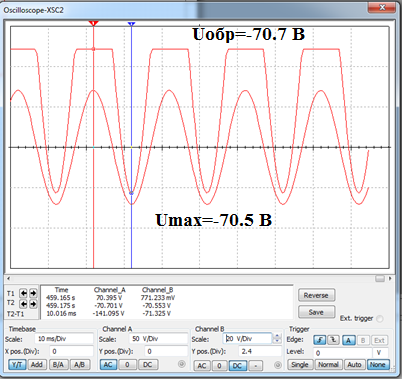 Oscilloscope-XSC2
Uобр=-70.7 В
Umax=-70.5 В
Time Channel_A Channel_B
T1 459.165 s 70.395 V 771.233 mV
T2 459.175 s -70.701 V -70.553 V
T2-T1 10.016 ms -141.095 V -71.325 V
Reverse
Save
Ext. trigger
Timebase
Scale: 10 ms/Div
X pos.(Div): 0
Y/T Add B/A A/B
Channel A
Scale: 50 V/Div
Y pos.(Div): 0
AC 0 DC
Channel B
Scale: 20 V/Div
Y pos.(Div): 2.4
AC 0 DC -
Trigger
Edge: A B Ext
Level: 0 V
Single Normal Auto None